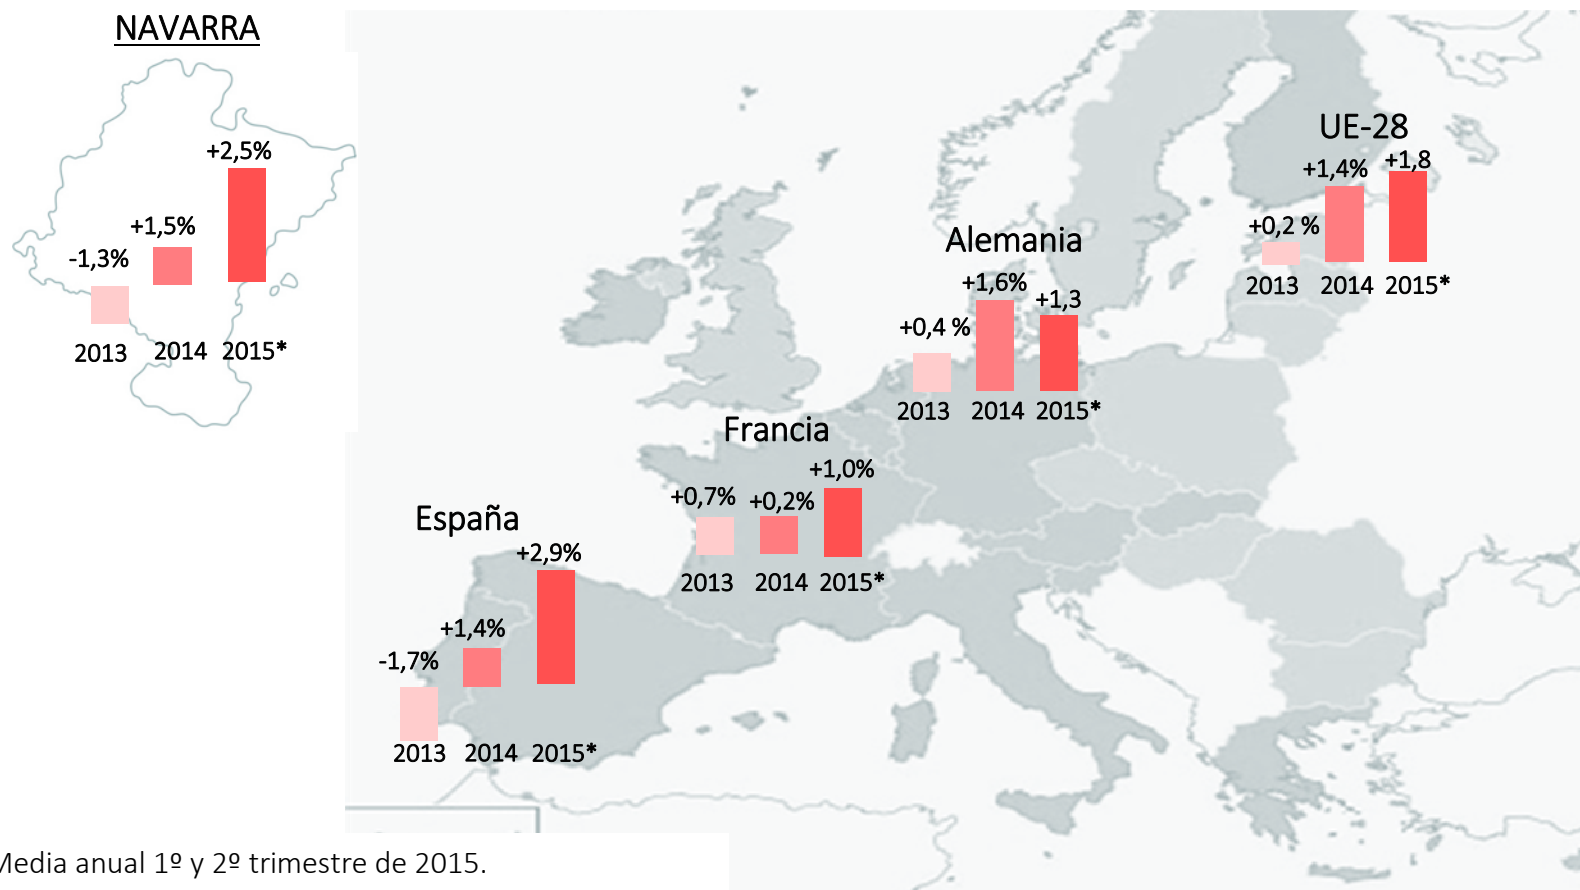 NAVARRA
+2,5%
+1,5%
-1,3%
2013 2014 2015*
UE-28
+1,4% +1,8
+0,2 %
2013 2014 2015*
Alemania
+1,6% +1,3
+0,4 %
2013 2014 2015*
Francia
+1,0%
+0,7% +0,2%
2013 2014 2015*
España
+2,9%
+1,4%
-1,7%
2013 2014 2015*
Media anual 1º y 2º trimestre de 2015.